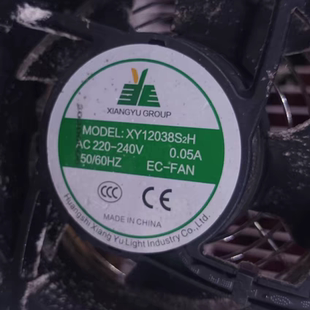 XIANGYU GROUP
MODEL: XY12038S2H
AC 220-240V 0.05A
50/60HZ EC-FAN
CCC CE
MADE IN CHINA
Huangshi Xiang Yu Light Industry Co., Ltd.